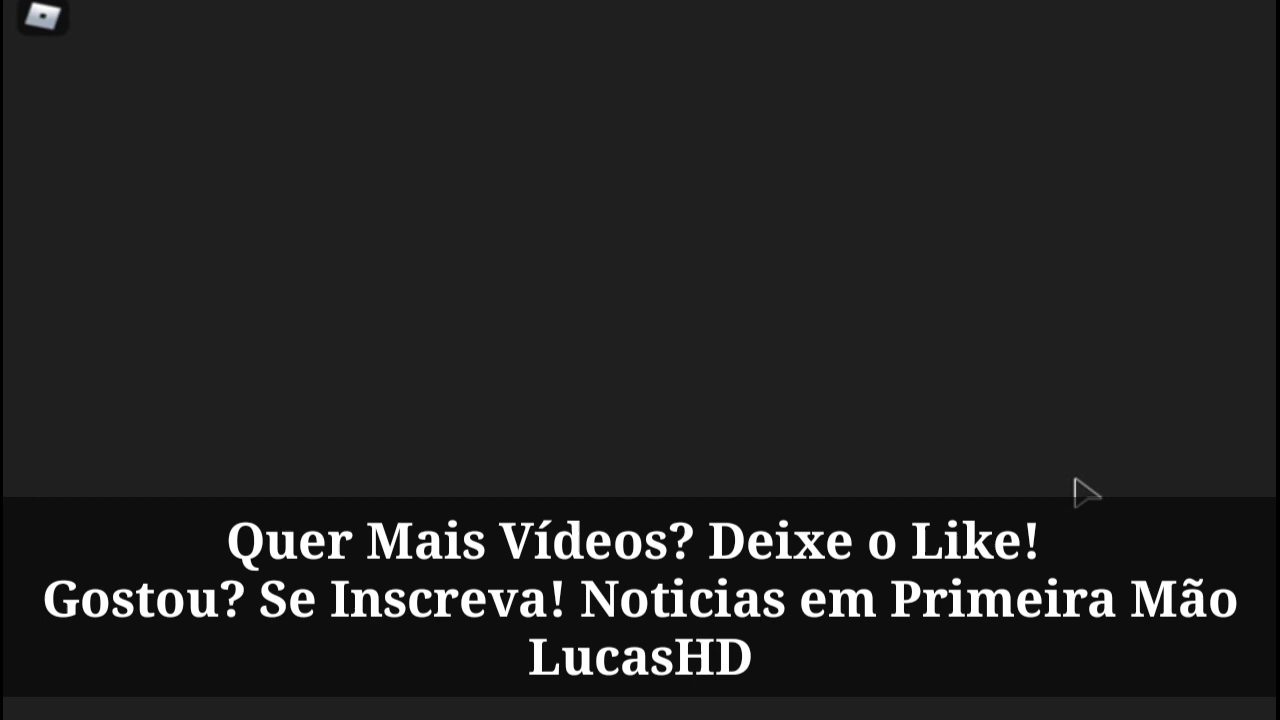 Quer Mais Vídeos? Deixe o Like!
Gostou? Se Inscreva! Noticias em Primeira Mão
LucasHD